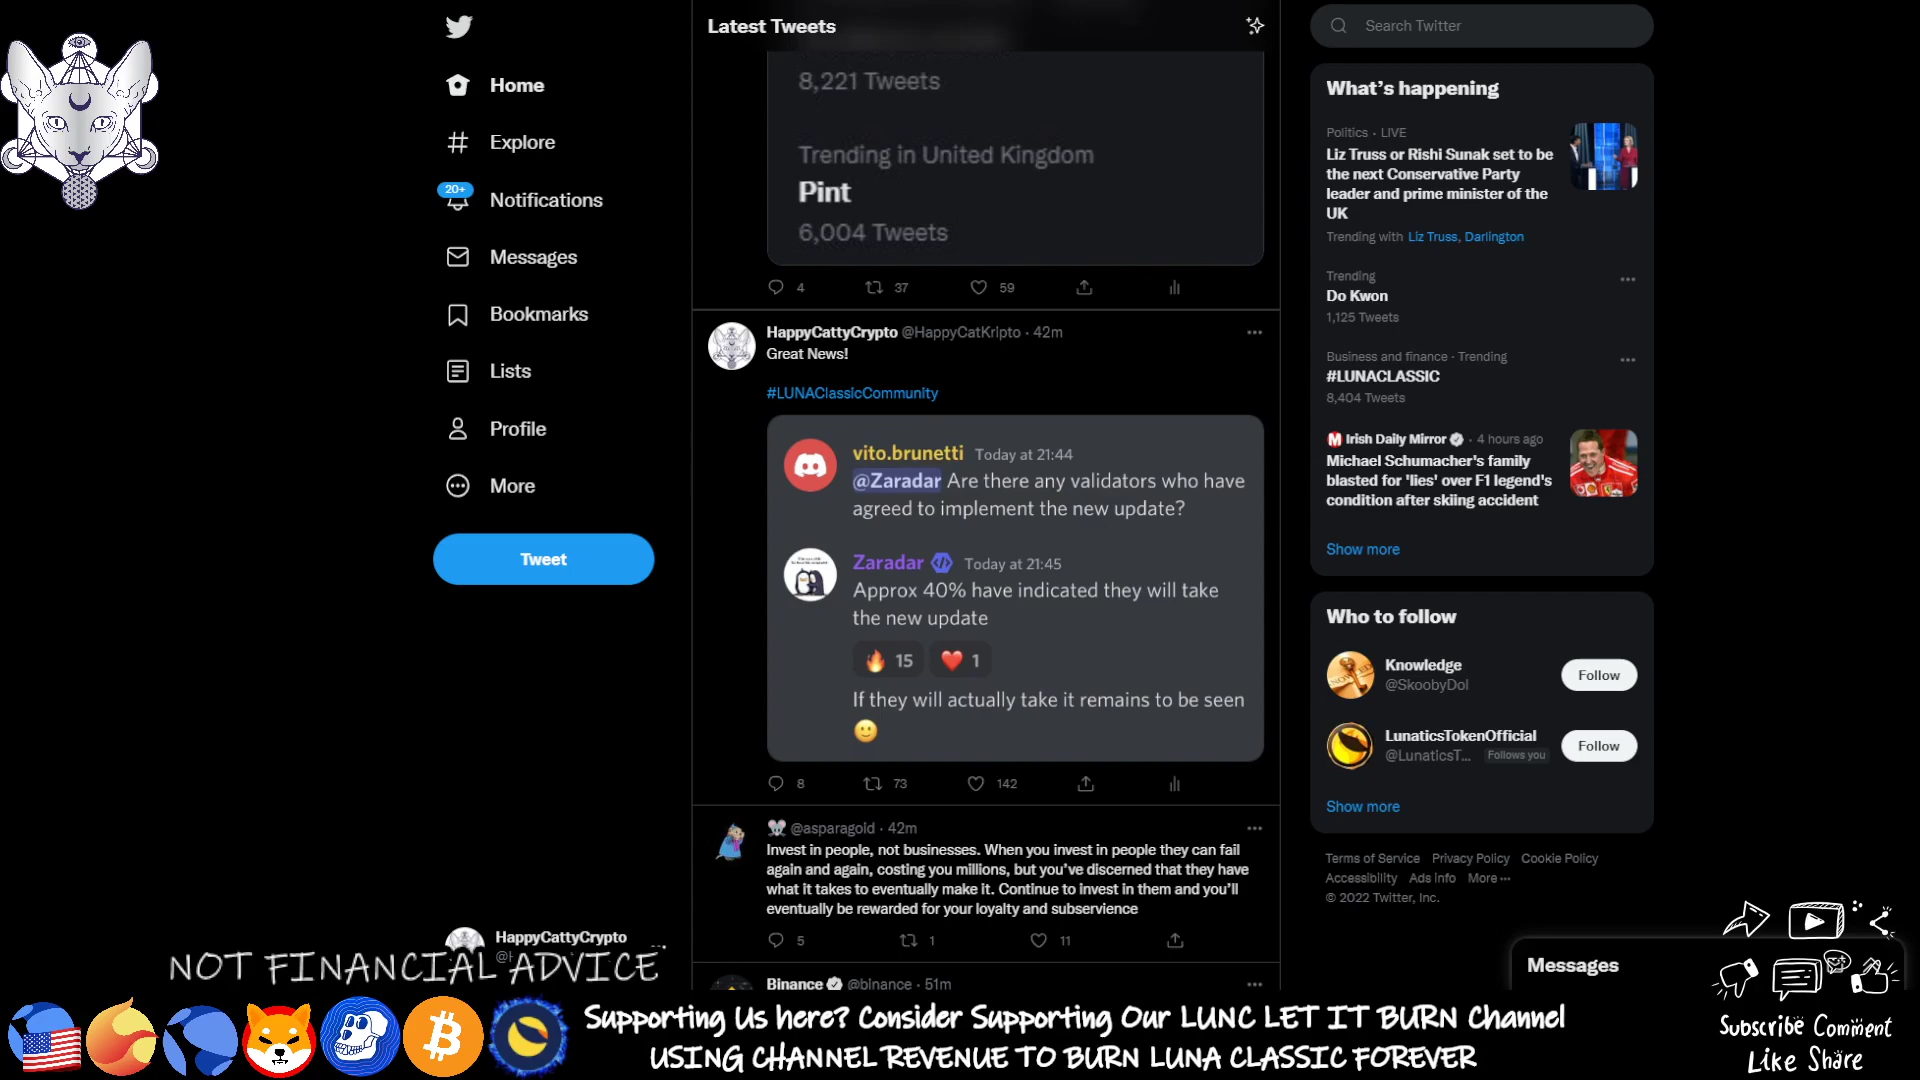 Home
Explore
20+
Notifications
Messages
Bookmarks
Lists
Profile
More
Tweet
HappyCattyCrypto
Latest Tweets
8,221 Tweets
Trending in United Kingdom
Pint
6,004 Tweets
4 37 59
HappyCattyCrypto @HappyCatKripto · 42m
Great News!
#LUNAClassicCommunity
vito.brunetti Today at 21:44
@Zaradar Are there any validators who have
agreed to implement the new update?
Zaradar Today at 21:45
Approx 40% have indicated they will take
the new update
15 1
If they will actually take it remains to be seen
8 73 142
@asparagoid · 42m
Invest in people, not businesses. When you invest in people they can fail
again and again, costing you millions, but you've discerned that they have
what it takes to eventually make it. Continue to invest in them and you'll
eventually be rewarded for your loyalty and subservience
5 1 11
Binance @binance · 51m
Search Twitter
What's happening
Politics · LIVE
Liz Truss or Rishi Sunak set to be
the next Conservative Party
leader and prime minister of the
UK
Trending with Liz Truss, Darlington
Trending
Do Kwon
1,125 Tweets
Business and finance · Trending
#LUNACLASSIC
8,404 Tweets
Irish Daily Mirror · 4 hours ago
Michael Schumacher's family
blasted for 'lies' over F1 legend's
condition after skiing accident
Show more
Who to follow
Knowledge
@SkoobyDol
Follow
LunaticsTokenOfficial
@LunaticsT... Follows you
Follow
Show more
Terms of Service Privacy Policy Cookie Policy
Accessibility Ads info More ···
© 2022 Twitter, Inc.
Messages
NOT FINANCIAL ADVICE
Supporting Us here? Consider Supporting Our LUNC LET IT BURN Channel
USING CHANNEL REVENUE TO BURN LUNA CLASSIC FOREVER
Subscribe Comment
Like Share